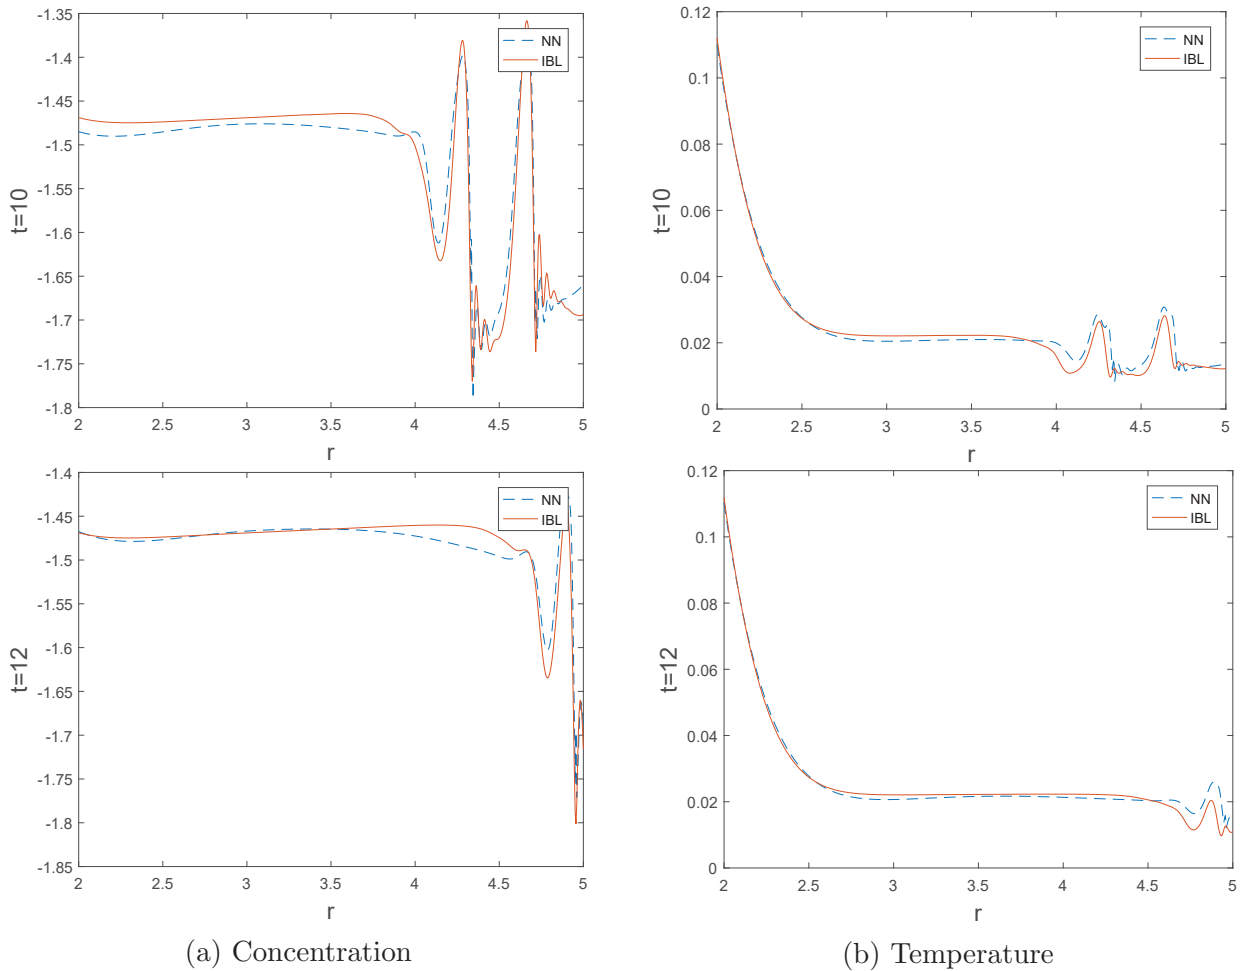 -1.35
-1.4
-1.45
-1.5
-1.55
-1.6
-1.65
-1.7
-1.75
-1.8
t=10
2 2.5 3 3.5 4 4.5 5
r
NN
IBL
0.12
0.1
0.08
0.06
0.04
0.02
0
t=10
2 2.5 3 3.5 4 4.5 5
r
NN
IBL
-1.4
-1.45
-1.5
-1.55
-1.6
-1.65
-1.7
-1.75
-1.8
-1.85
t=12
2 2.5 3 3.5 4 4.5 5
r
NN
IBL
0.12
0.1
0.08
0.06
0.04
0.02
0
t=12
2 2.5 3 3.5 4 4.5 5
r
NN
IBL
(a) Concentration
(b) Temperature